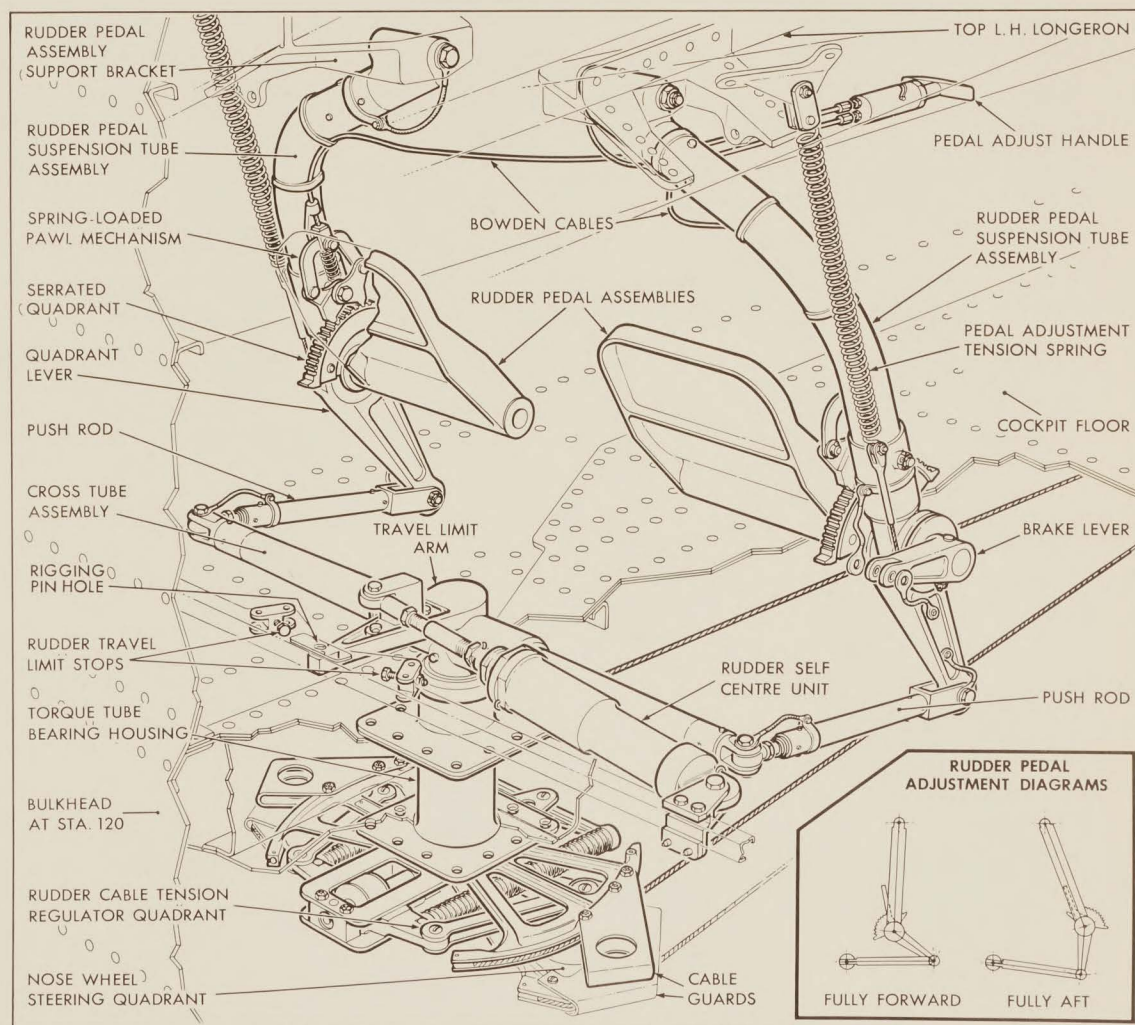 RUDDER PEDAL
ASSEMBLY
SUPPORT BRACKET
RUDDER PEDAL
SUSPENSION TUBE
ASSEMBLY
SPRING-LOADED
PAWL MECHANISM
SERRATED
QUADRANT
QUADRANT
LEVER
PUSH ROD
CROSS TUBE
ASSEMBLY
RIGGING
PIN HOLE
RUDDER TRAVEL
LIMIT STOPS
TORQUE TUBE
BEARING HOUSING
BULKHEAD
AT STA. 120
RUDDER CABLE TENSION
REGULATOR QUADRANT
NOSE WHEEL
STEERING QUADRANT
BOWDEN CABLES
RUDDER PEDAL ASSEMBLIES
TRAVEL LIMIT
ARM
TOP L.H. LONGERON
PEDAL ADJUST HANDLE
RUDDER PEDAL
SUSPENSION TUBE
ASSEMBLY
PEDAL ADJUSTMENT
TENSION SPRING
COCKPIT FLOOR
BRAKE LEVER
RUDDER SELF
CENTRE UNIT
PUSH ROD
CABLE
GUARDS
RUDDER PEDAL
ADJUSTMENT DIAGRAMS
FULLY FORWARD
FULLY AFT